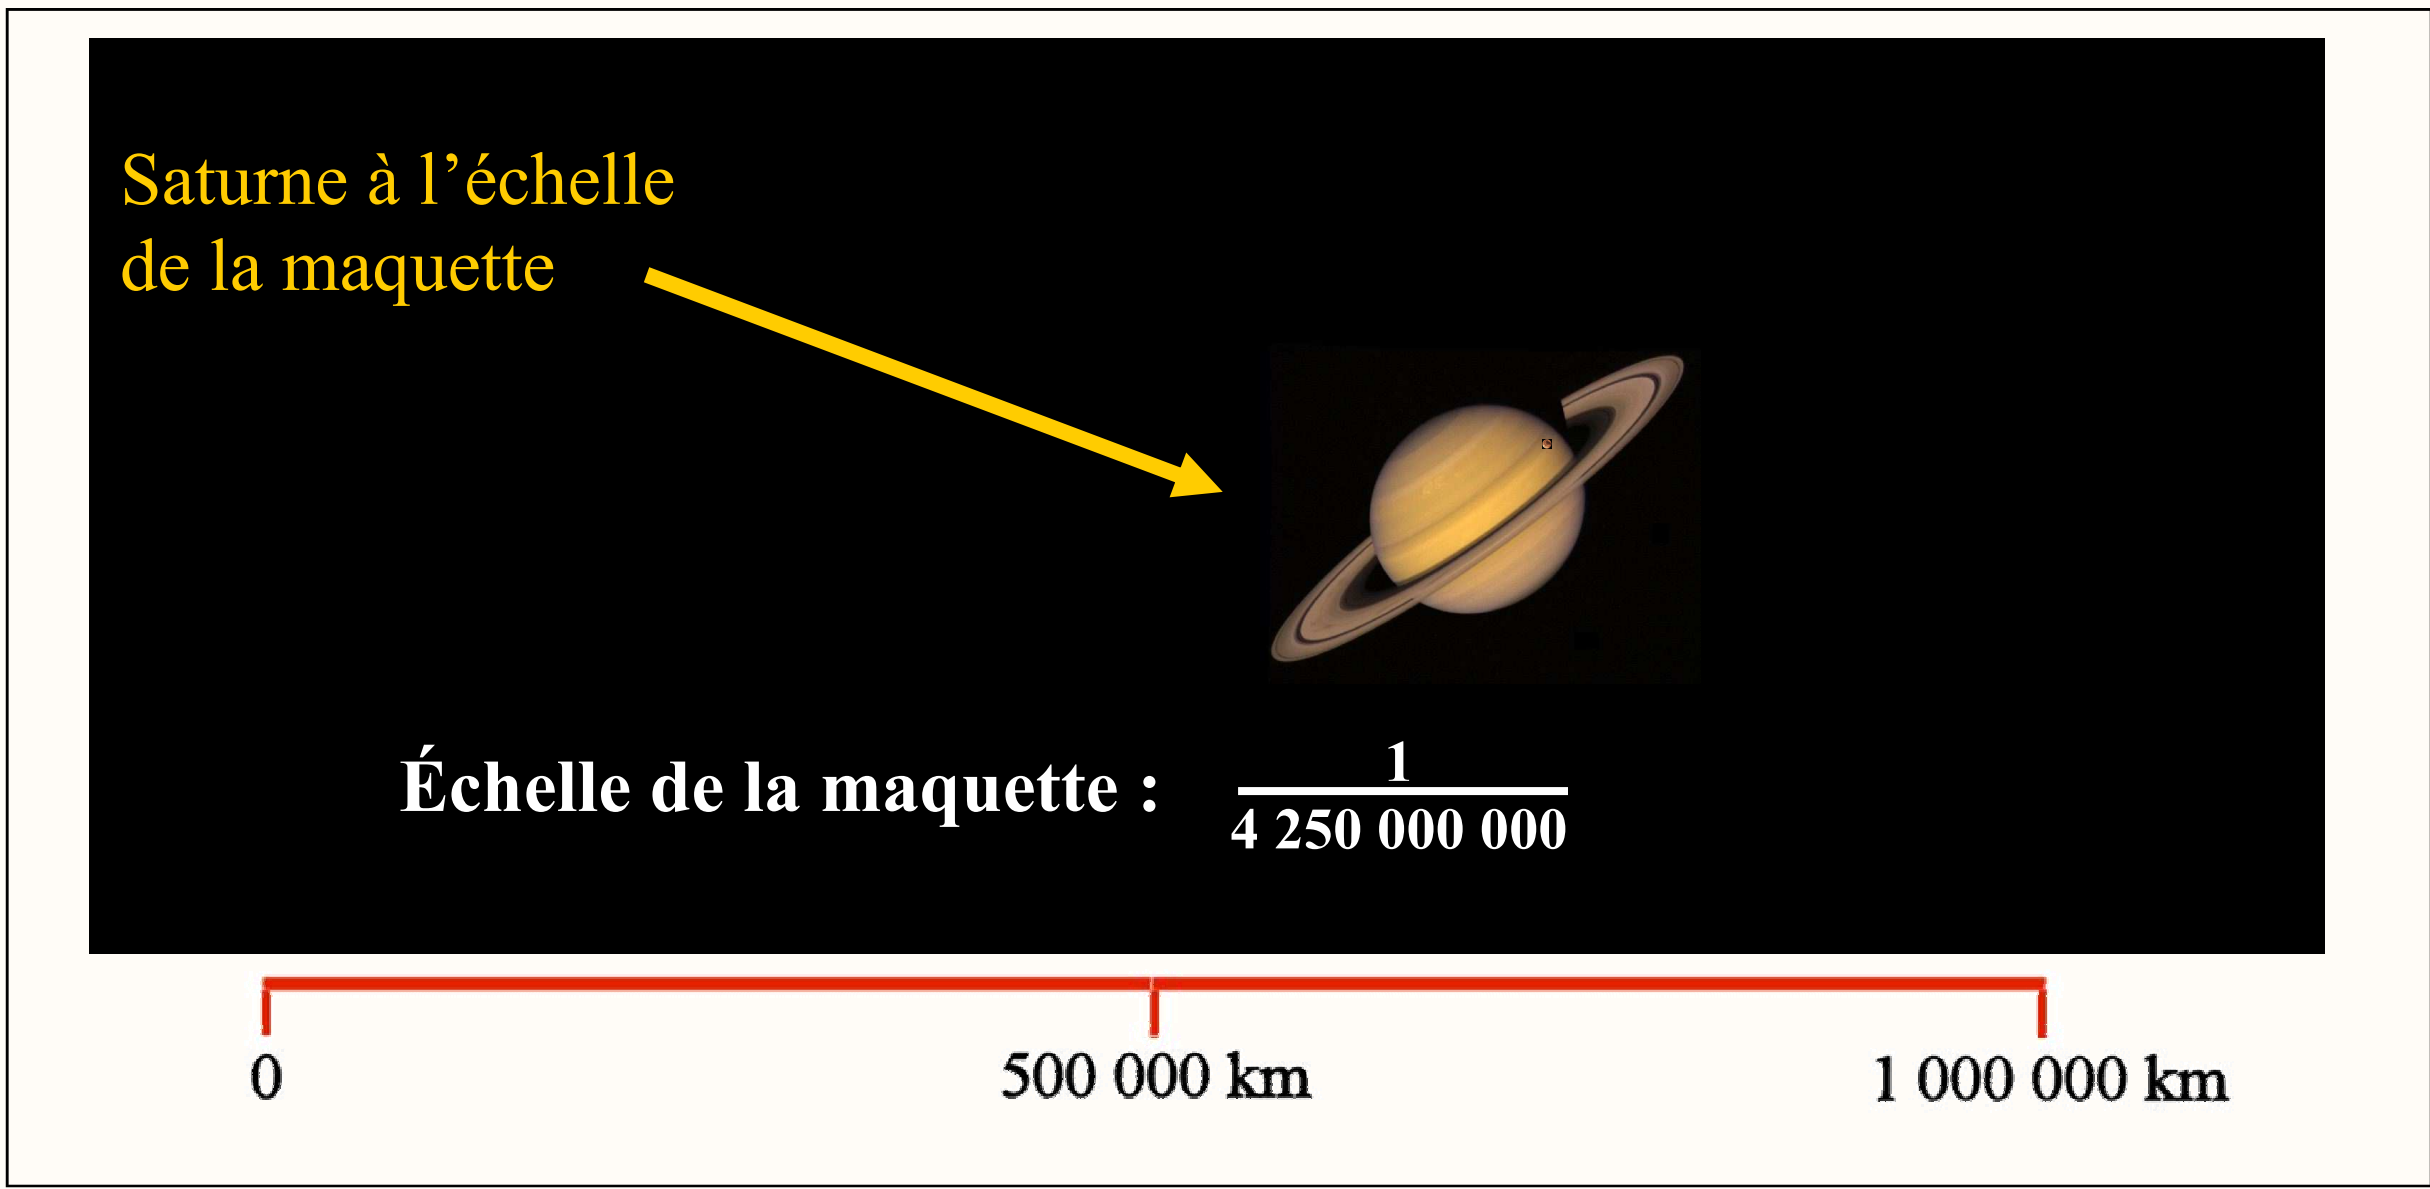 Saturne à l’échelle
de la maquette
Échelle de la maquette :
1
4 250 000 000
0
500 000 km
1 000 000 km